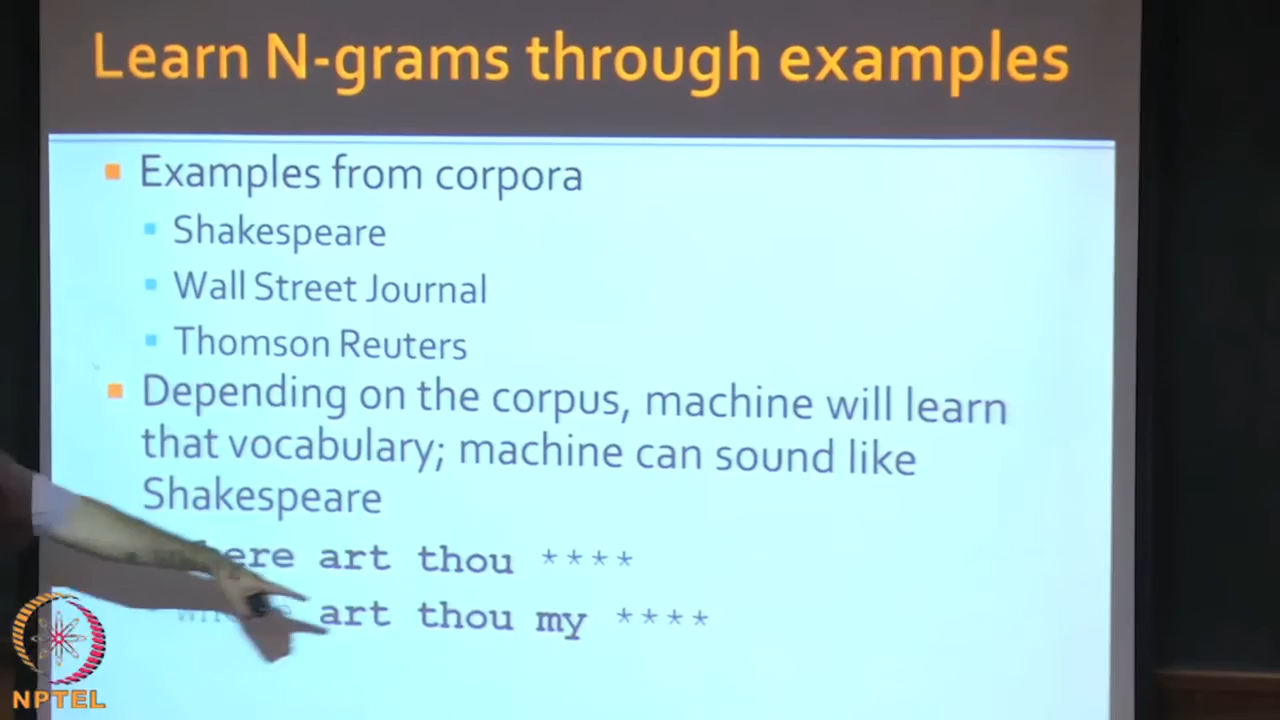 Learn N-grams through examples
Examples from corpora
Shakespeare
Wall Street Journal
Thomson Reuters
Depending on the corpus, machine will learn
that vocabulary; machine can sound like
Shakespeare
art thou ****
art thou my ****
NPTEL